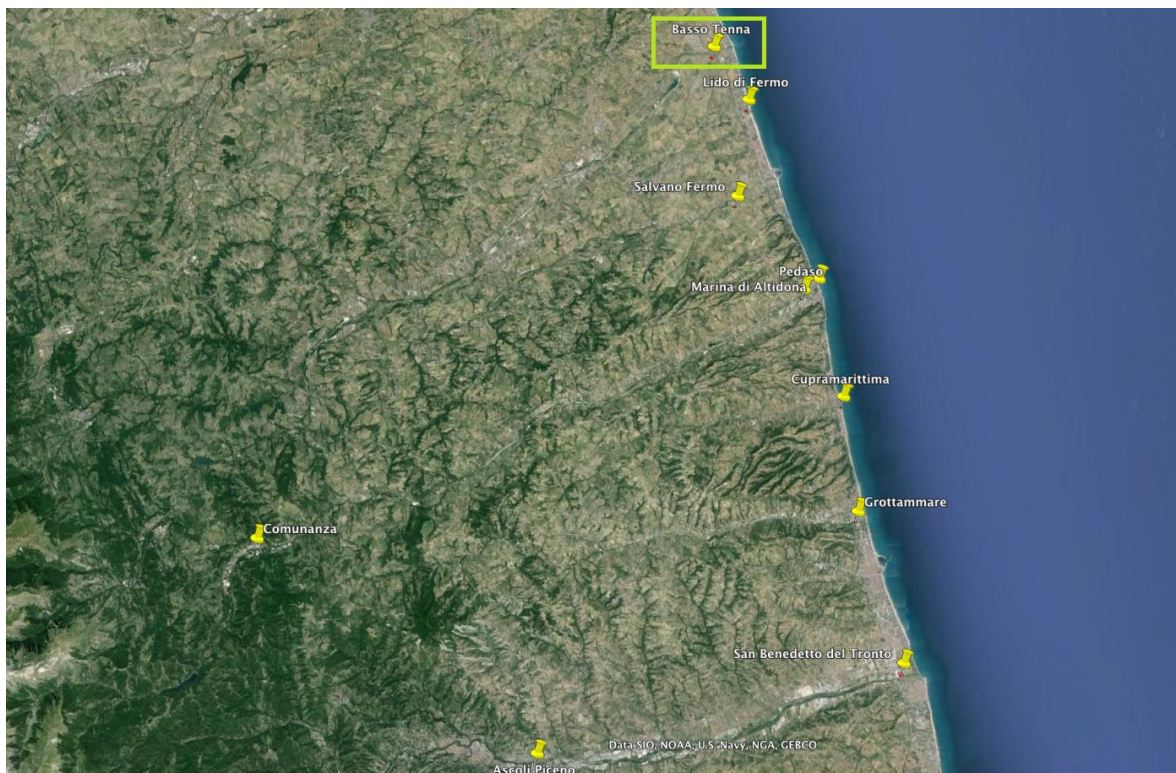 Basso Tenna
Lido di Fermo
Salvano Fermo
Pedaso
Marina di Altidona
Cupramarittima
Grottammare
Comunanza
San Benedetto del Tronto
Data SIO, NOAA, U.S. Navy, NGA, GEBCO
Ascoli Piceno